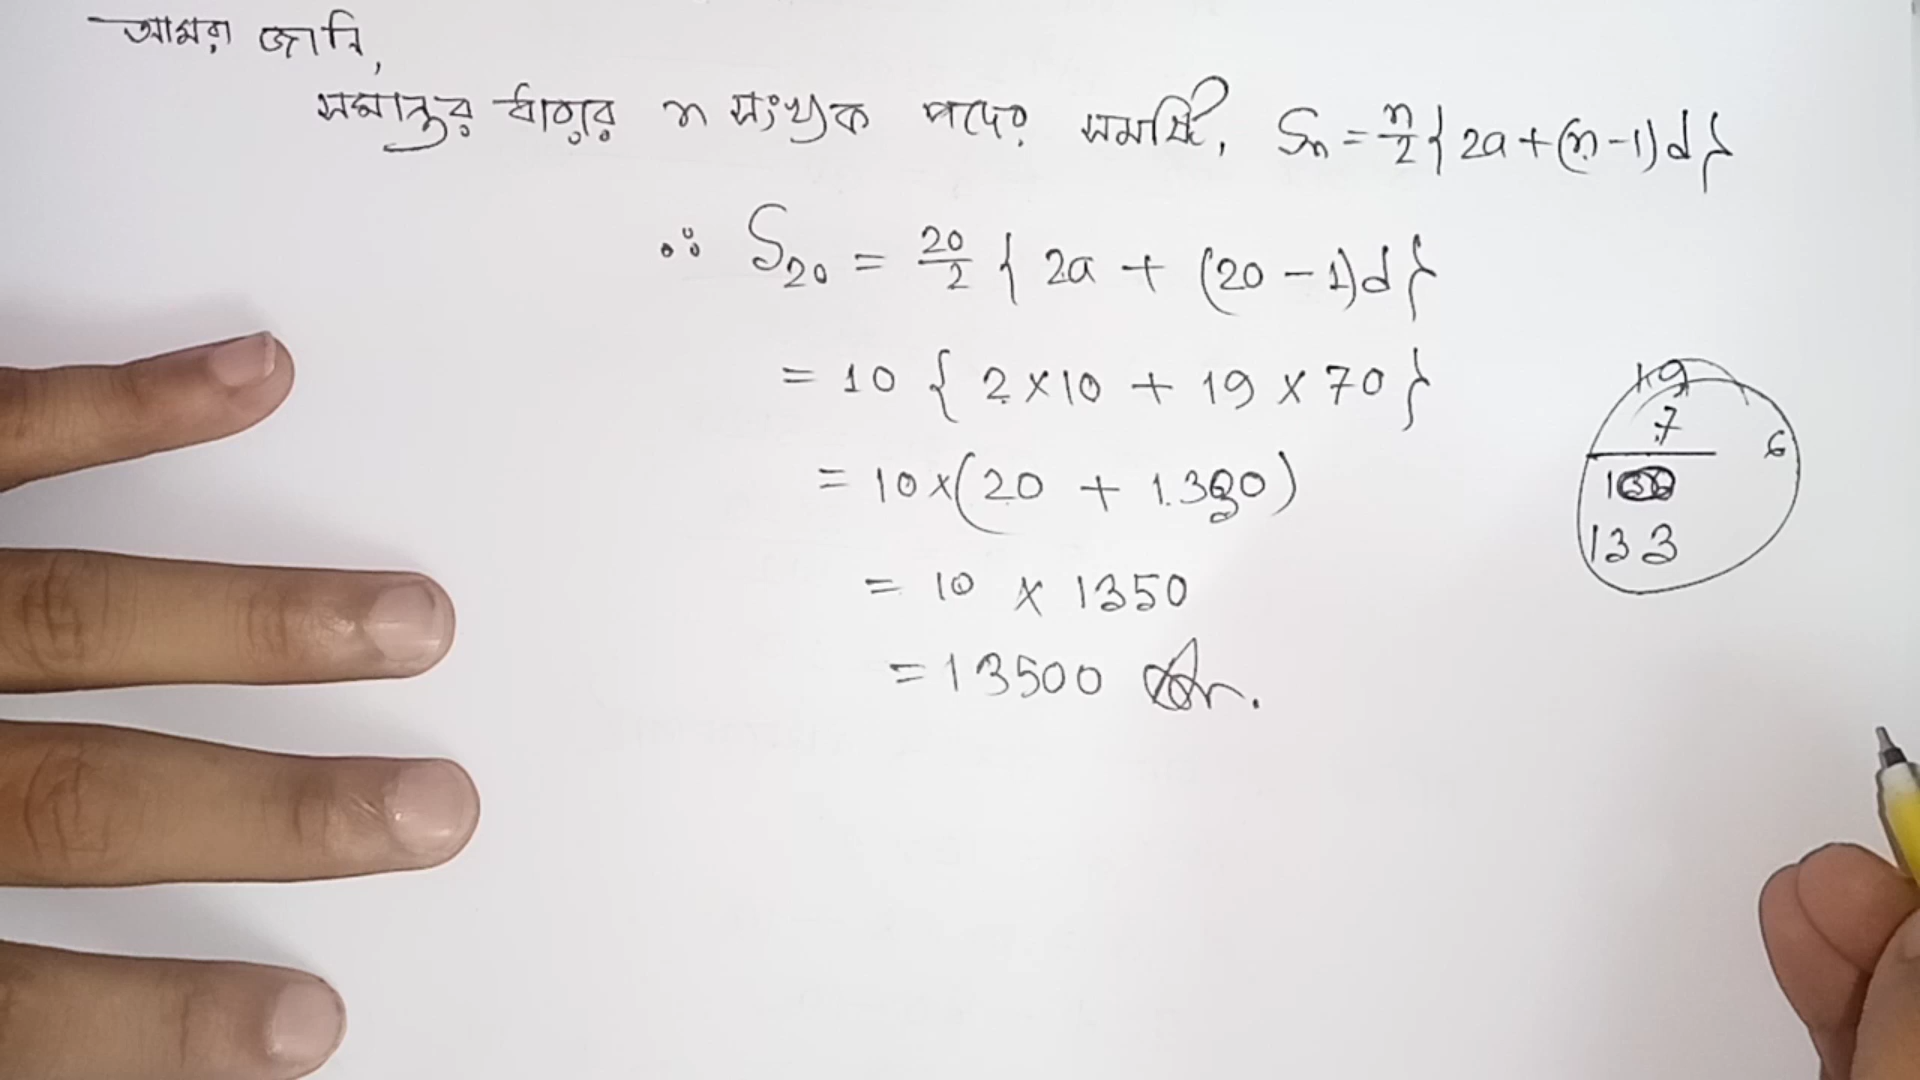 আমরা জানি,
সমান্তর ধারার n সংখ্যক পদের সমষ্টি, Sn = n/2 { 2a + (n-1) d }
∴ S20 = 20/2 { 2a + (20 - 1) d }
= 10 { 2 × 10 + 19 × 70 }
= 10 × (20 + 1330)
= 10 × 1350
= 13500 Ans.
19
7
6
133